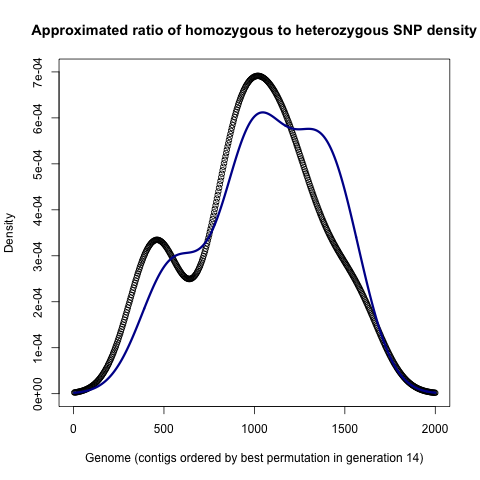 Approximated ratio of homozygous to heterozygous SNP density
7e-04
6e-04
5e-04
4e-04
3e-04
2e-04
1e-04
0e+00
Density
0 500 1000 1500 2000
Genome (contigs ordered by best permutation in generation 14)